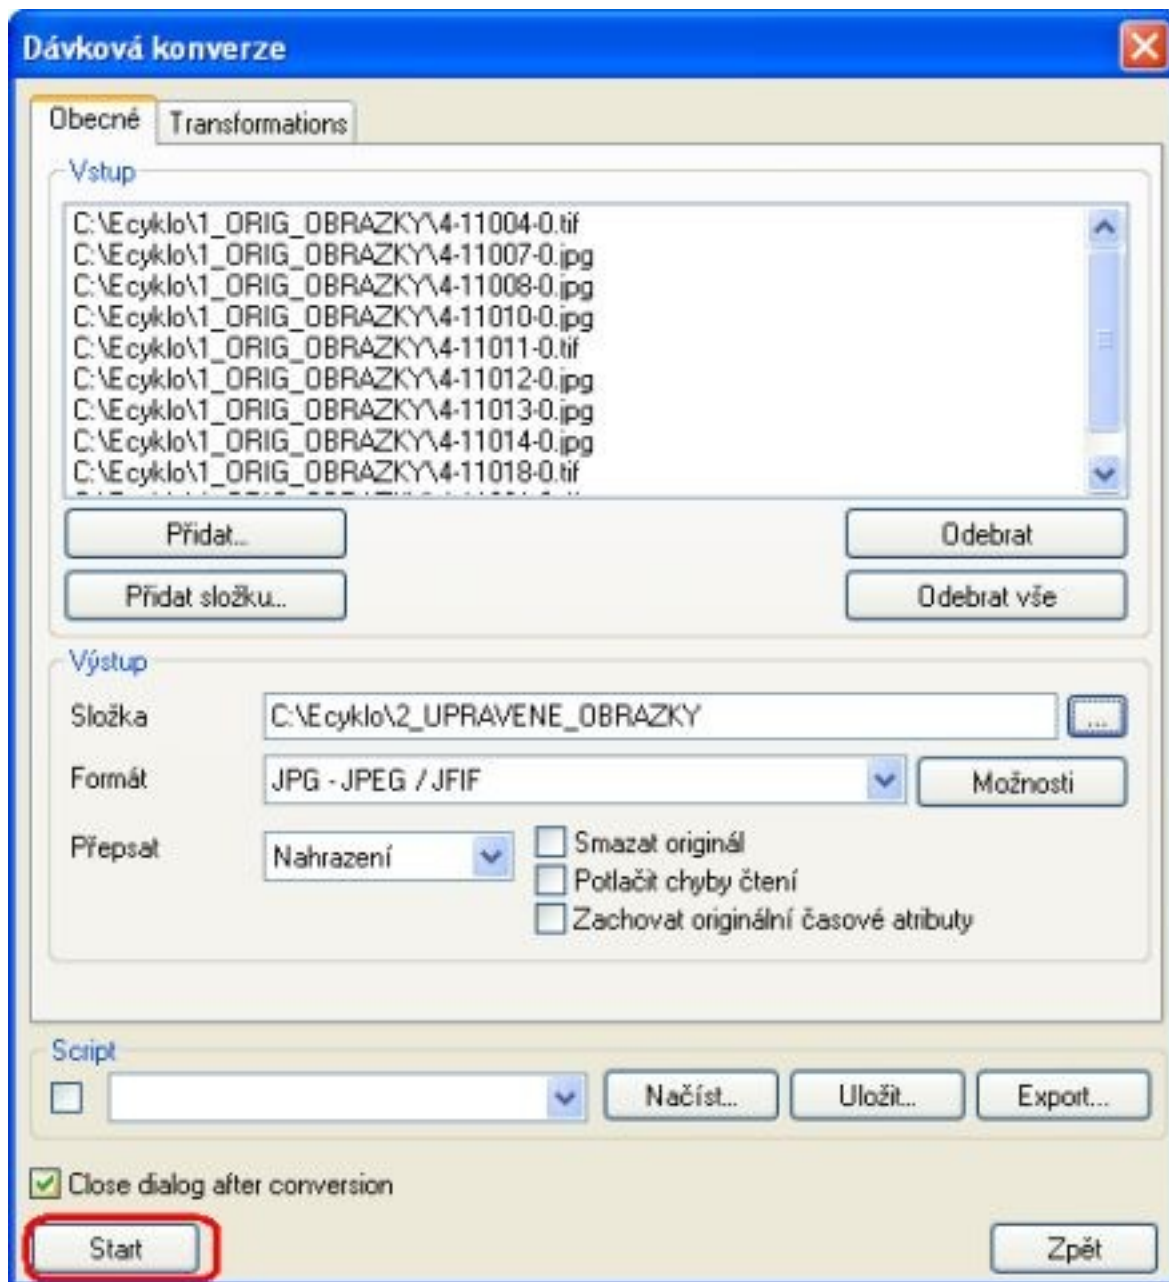 Dávková konverze
Obecné Transformations
Vstup
C:\Ecyklo\1_ORIG_OBRAZKY\4-11004-0.tif
C:\Ecyklo\1_ORIG_OBRAZKY\4-11007-0.jpg
C:\Ecyklo\1_ORIG_OBRAZKY\4-11008-0.jpg
C:\Ecyklo\1_ORIG_OBRAZKY\4-11010-0.jpg
C:\Ecyklo\1_ORIG_OBRAZKY\4-11011-0.tif
C:\Ecyklo\1_ORIG_OBRAZKY\4-11012-0.jpg
C:\Ecyklo\1_ORIG_OBRAZKY\4-11013-0.jpg
C:\Ecyklo\1_ORIG_OBRAZKY\4-11014-0.jpg
C:\Ecyklo\1_ORIG_OBRAZKY\4-11018-0.tif
Přidat... Odebrat
Přidat složku... Odebrat vše
Výstup
Složka C:\Ecyklo\2_UPRAVENE_OBRAZKY ...
Formát JPG - JPEG / JFIF Možnosti
Přepsat Nahrazení Smazat originál
Potlačit chyby čtení
Zachovat originální časové atributy
Script
Načíst... Uložit... Export...
Close dialog after conversion
Start Zpět